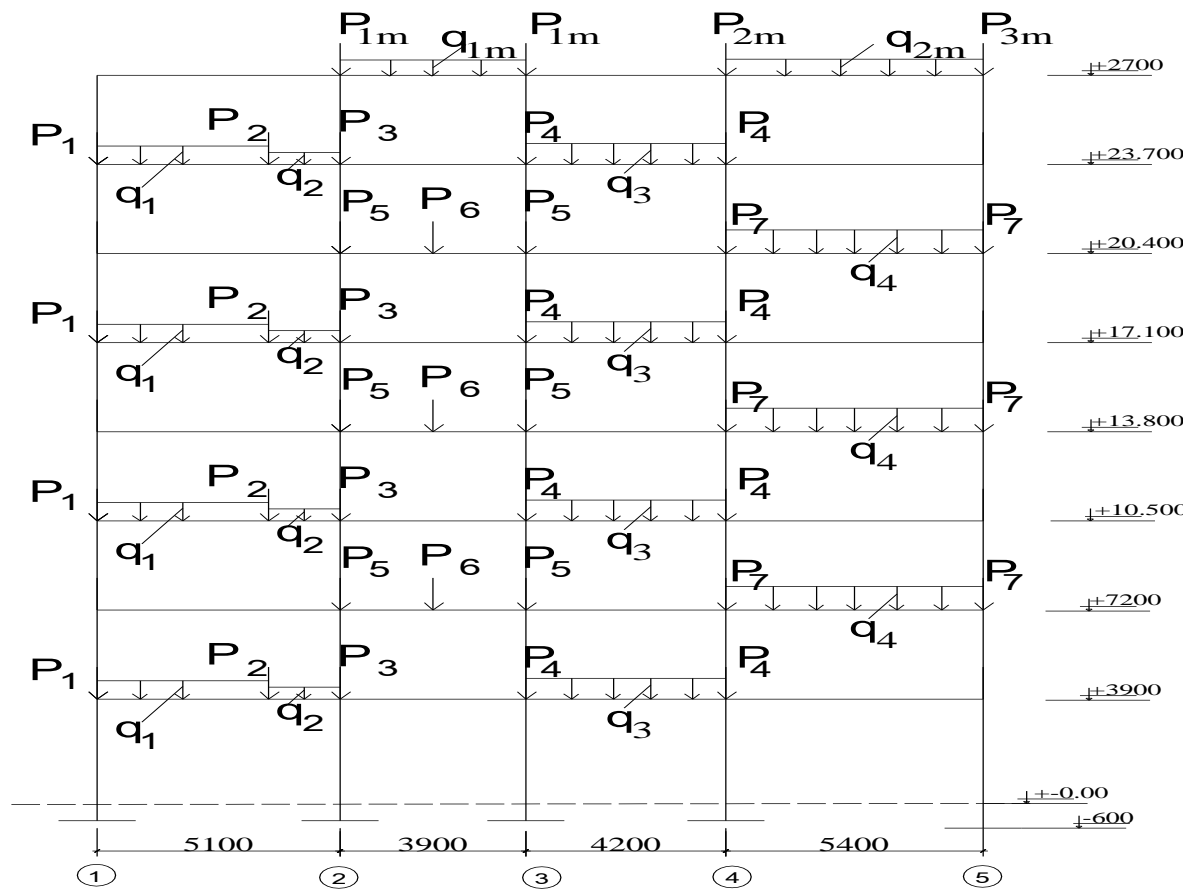 P1m q1m P1m P2m q2m P3m
+2700
P1 P2 P3 P4 P4
+23.700
q1 q2 q3
P5 P6 P5 P7 P7
+20.400
q4
P1 P2 P3 P4 P4
+17.100
q1 q2 q3
P5 P6 P5 P7 P7
+13.800
q4
P1 P2 P3 P4 P4
+10.500
q1 q2 q3
P5 P6 P5 P7 P7
+7200
q4
P1 P2 P3 P4 P4
+3900
q1 q2 q3
+-0.00
-600
5100 3900 4200 5400
1 2 3 4 5